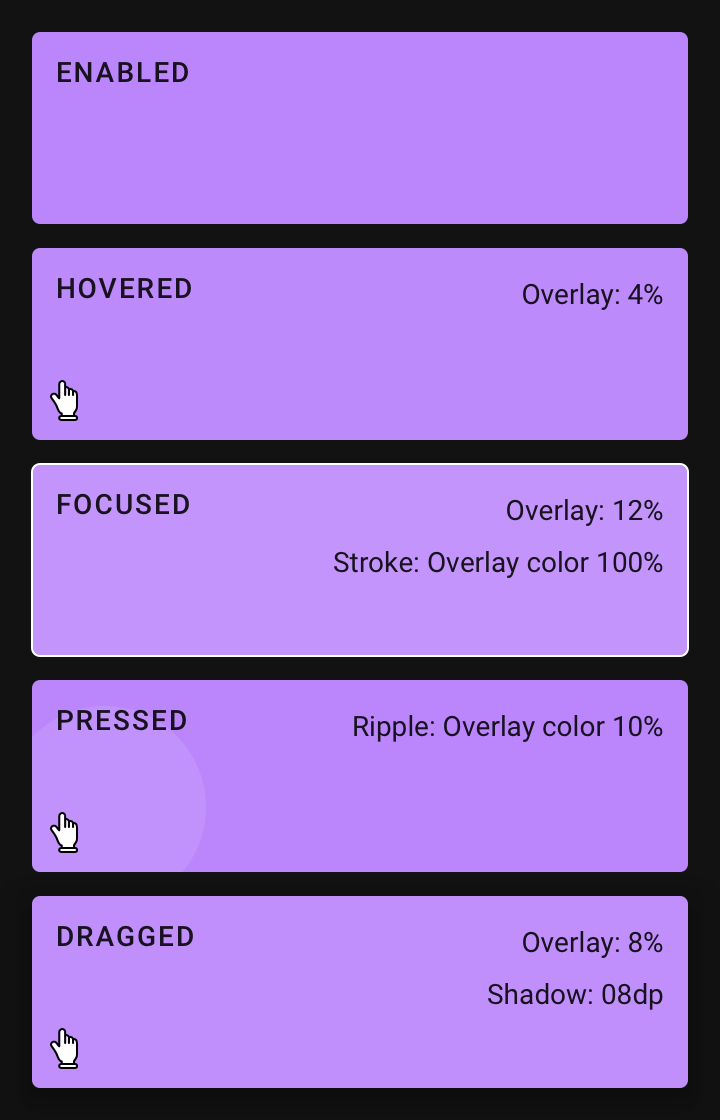 ENABLED
HOVERED
Overlay: 4%
FOCUSED
Overlay: 12%
Stroke: Overlay color 100%
PRESSED
Ripple: Overlay color 10%
DRAGGED
Overlay: 8%
Shadow: 08dp